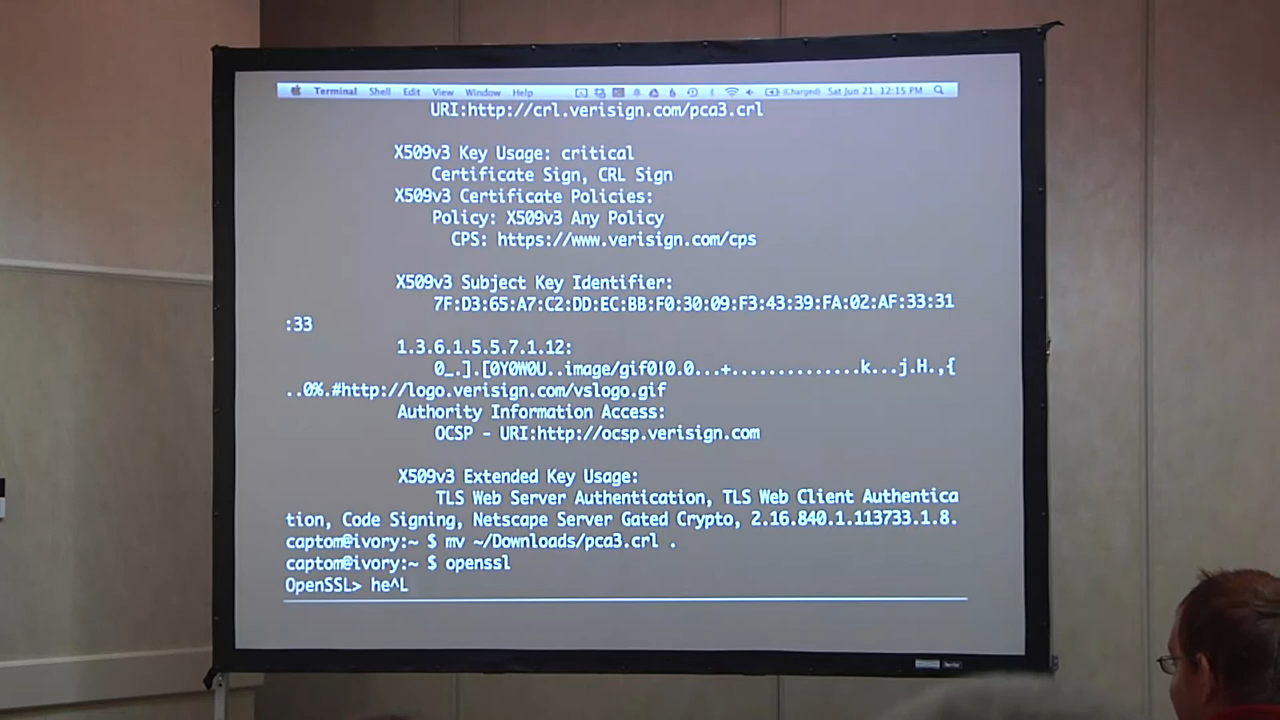 Terminal Shell Edit View Window Help (Charged) Sat Jun 21 12:15 PM
URI:http://crl.verisign.com/pca3.crl
X509v3 Key Usage: critical
Certificate Sign, CRL Sign
X509v3 Certificate Policies:
Policy: X509v3 Any Policy
CPS: https://www.verisign.com/cps
X509v3 Subject Key Identifier:
7F:D3:65:A7:C2:DD:EC:BB:F0:30:09:F3:43:39:FA:02:AF:33:31
:33
1.3.6.1.5.5.7.1.12:
0_.].[0Y0W0U..image/gif0!0.0...+..............k...j.H.,{
..0%.#http://logo.verisign.com/vslogo.gif
Authority Information Access:
OCSP - URI:http://ocsp.verisign.com
X509v3 Extended Key Usage:
TLS Web Server Authentication, TLS Web Client Authentica
tion, Code Signing, Netscape Server Gated Crypto, 2.16.840.1.113733.1.8.
captom@ivory:~ $ mv ~/Downloads/pca3.crl .
captom@ivory:~ $ openssl
OpenSSL> he^L